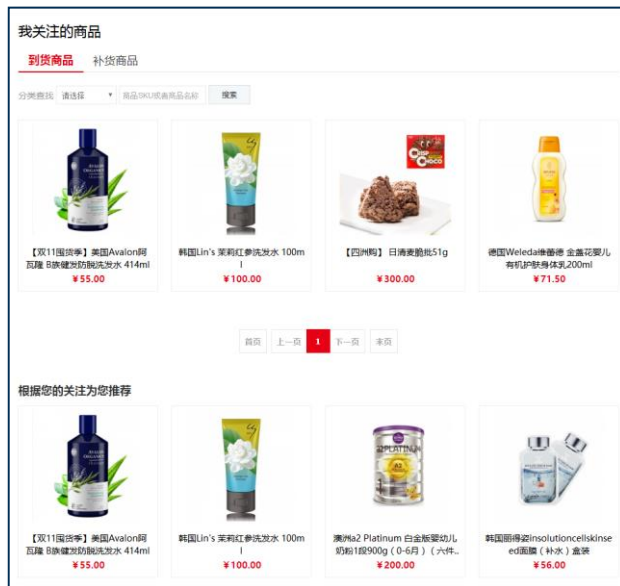 我关注的商品
到货商品 补货商品
分类查找 请选择 商品SKU或者商品名称 搜索
AVALON ORGANICS CRISP CHOCO WELEDA
【双11囤货季】美国Avalon阿 韩国Lin's 茉莉红参洗发水 100m 【四洲购】 日清麦脆批51g 德国Weleda维蕾德 金盏花婴儿
瓦隆 B族健发防脱洗发水 414ml l 有机护肤身体乳200ml
¥55.00 ¥100.00 ¥300.00 ¥71.50
首页 上一页 1 下一页 末页
根据您的关注为您推荐
AVALON ORGANICS A2 PLATINUM
【双11囤货季】美国Avalon阿 韩国Lin's 茉莉红参洗发水 100m 澳洲a2 Platinum 白金版婴幼儿 韩国丽得姿insolutioncellskinse
瓦隆 B族健发防脱洗发水 414ml l 奶粉1段900g（0-6月）（六件.. ed面膜（补水）盒装
¥55.00 ¥100.00 ¥200.00 ¥56.00